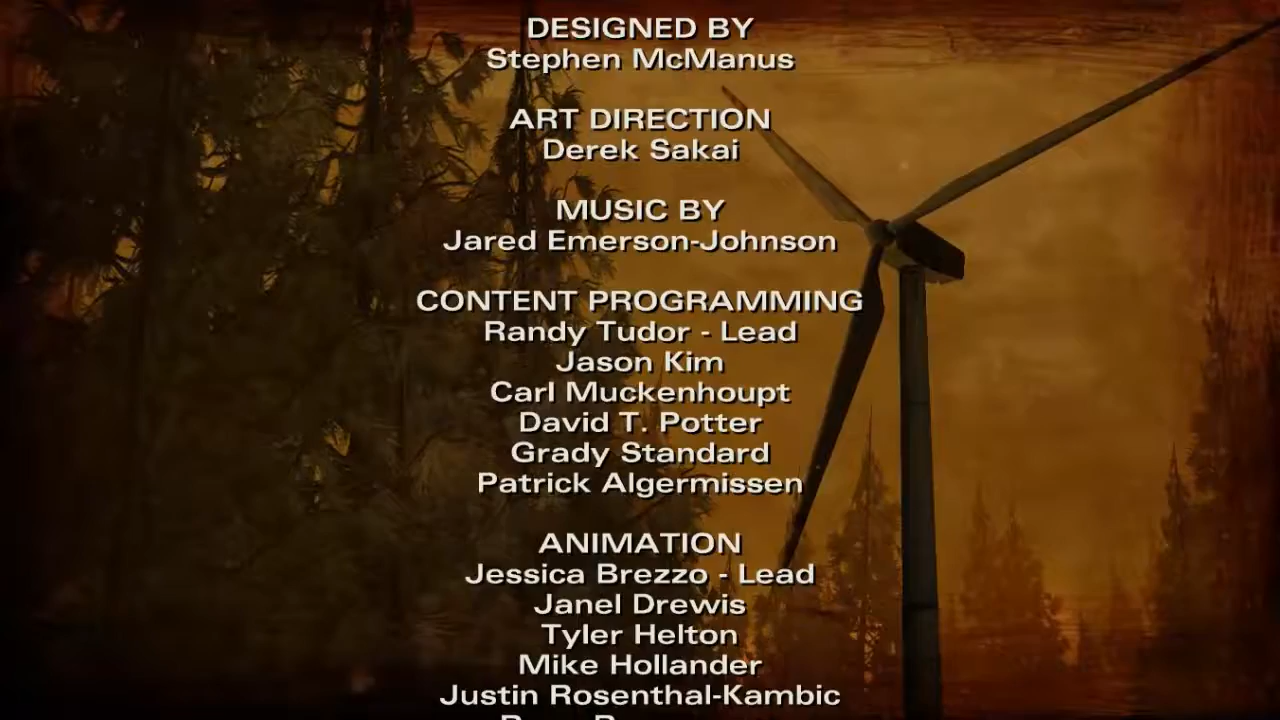 DESIGNED BY
Stephen McManus
ART DIRECTION
Derek Sakai
MUSIC BY
Jared Emerson-Johnson
CONTENT PROGRAMMING
Randy Tudor - Lead
Jason Kim
Carl Muckenhoupt
David T. Potter
Grady Standard
Patrick Algermissen
ANIMATION
Jessica Brezzo - Lead
Janel Drewis
Tyler Helton
Mike Hollander
Justin Rosenthal-Kambic